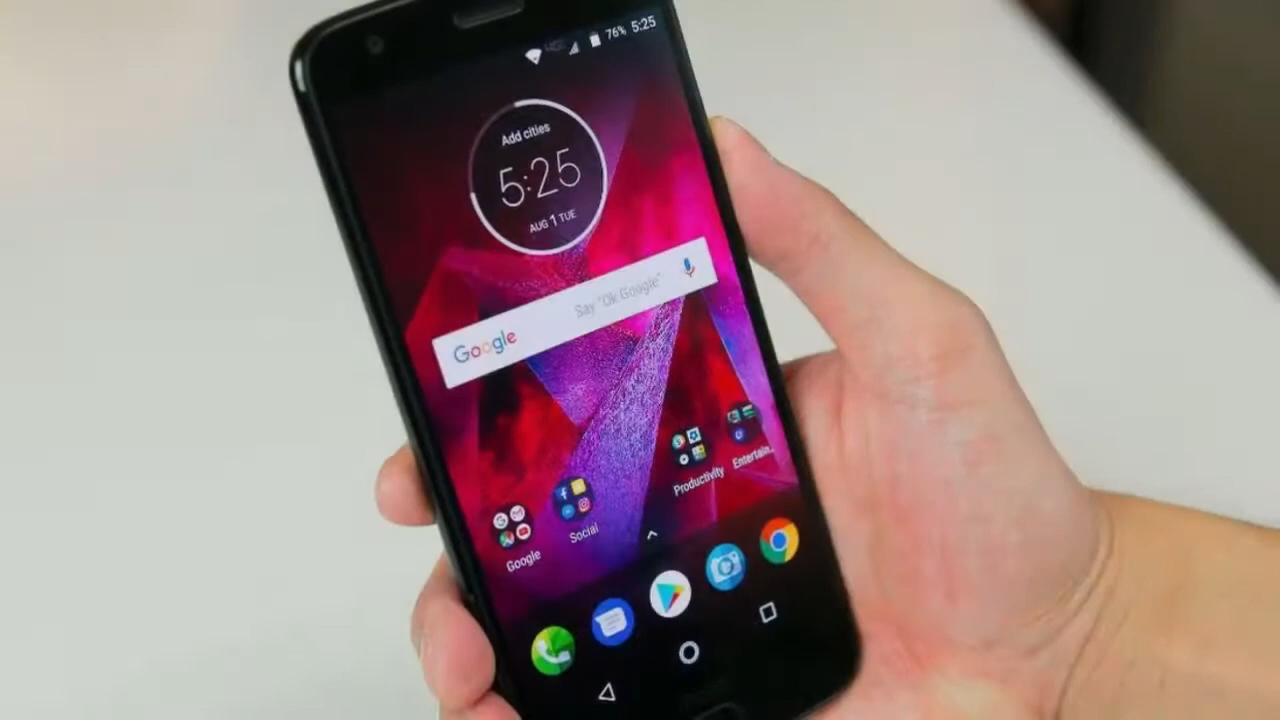 76% 5:25
Add cities
5:25
AUG 1 TUE
Google Say "Ok Google"
Google Social Productivity Entertain...